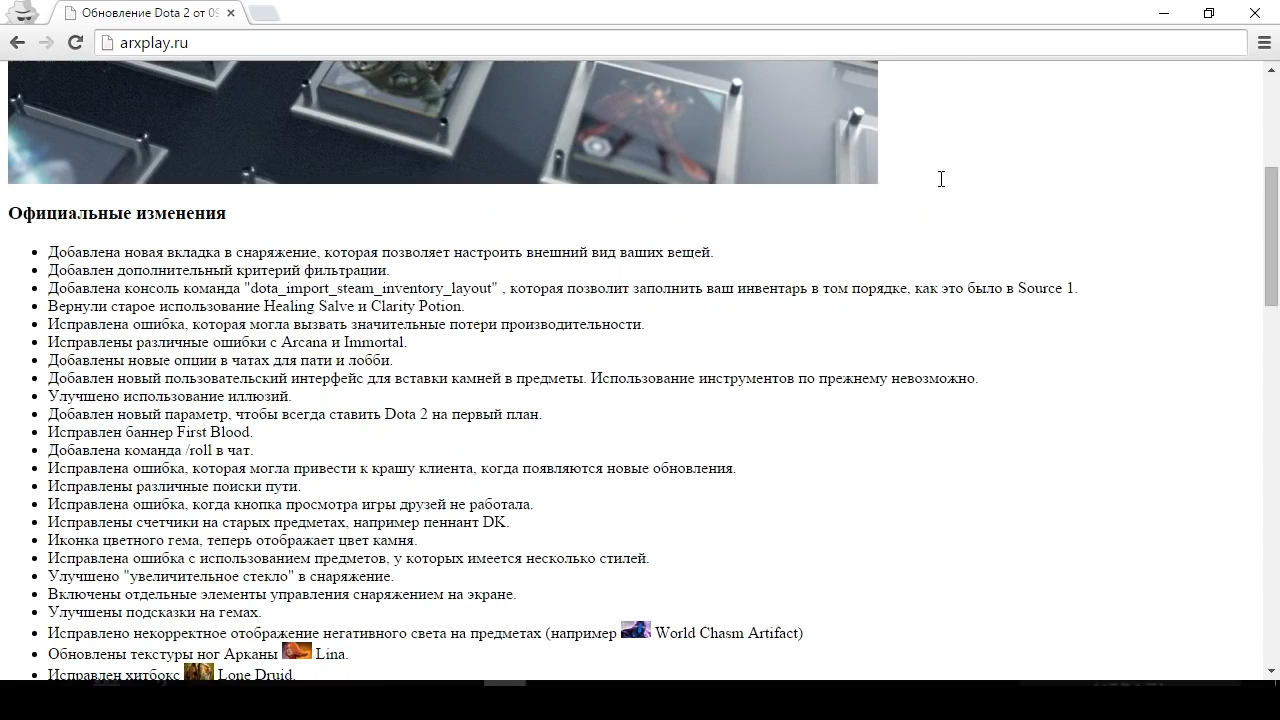 Обновление Dota 2 от 09
arxplay.ru
Официальные изменения
Добавлена новая вкладка в снаряжение, которая позволяет настроить внешний вид ваших вещей.
Добавлен дополнительный критерий фильтрации.
Добавлена консоль команда "dota_import_steam_inventory_layout" , которая позволит заполнить ваш инвентарь в том порядке, как это было в Source 1.
Вернули старое использование Healing Salve и Clarity Potion.
Исправлена ошибка, которая могла вызвать значительные потери производительности.
Исправлены различные ошибки с Arcana и Immortal.
Добавлены новые опции в чатах для пати и лобби.
Добавлен новый пользовательский интерфейс для вставки камней в предметы. Использование инструментов по прежнему невозможно.
Улучшено использование иллюзий.
Добавлен новый параметр, чтобы всегда ставить Dota 2 на первый план.
Исправлен баннер First Blood.
Добавлена команда /roll в чат.
Исправлена ошибка, которая могла привести к крашу клиента, когда появляются новые обновления.
Исправлены различные поиски пути.
Исправлена ошибка, когда кнопка просмотра игры друзей не работала.
Исправлены счетчики на старых предметах, например пеннант DK.
Иконка цветного гема, теперь отображает цвет камня.
Исправлена ошибка с использованием предметов, у которых имеется несколько стилей.
Улучшено "увеличительное стекло" в снаряжение.
Включены отдельные элементы управления снаряжением на экране.
Улучшены подсказки на гемах.
Исправлено некорректное отображение негативного света на предметах (например World Chasm Artifact)
Обновлены текстуры ног Арканы Lina.
Исправлен хитбокс Lone Druid.